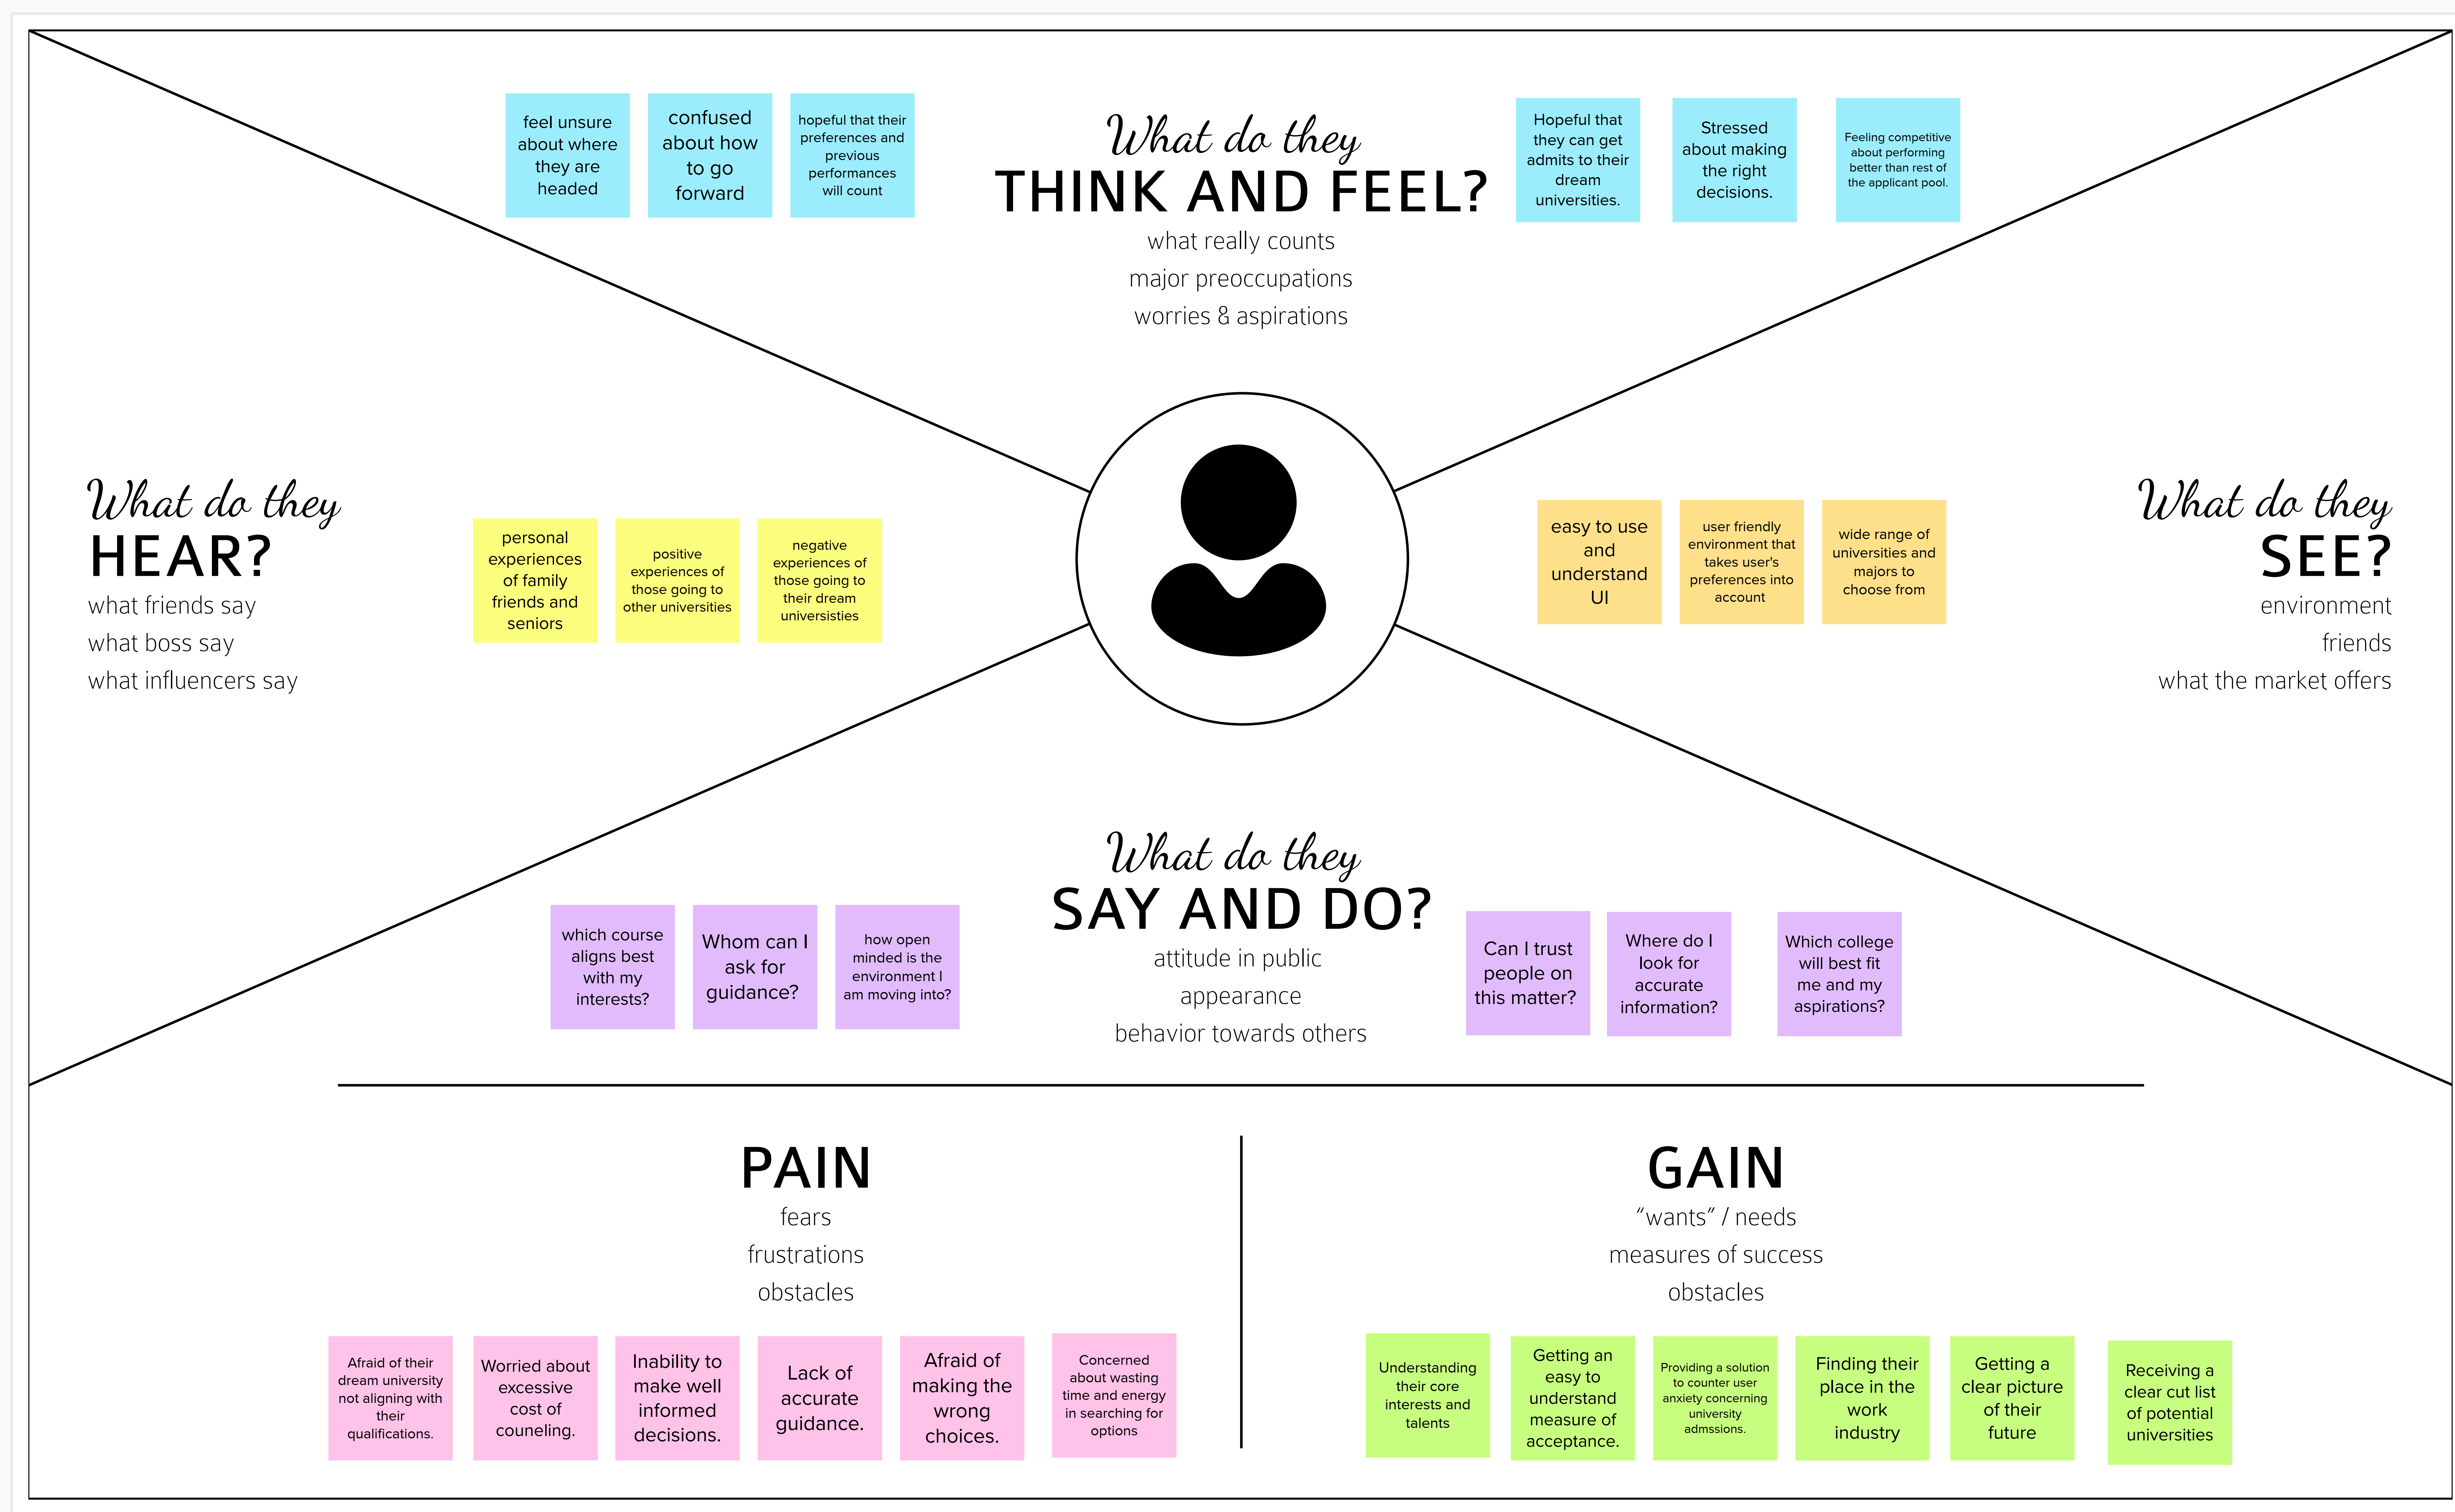 What do they
THINK AND FEEL?
what really counts
major preoccupations
worries & aspirations
feel unsure
about where
they are
headed
confused
about how
to go
forward
hopeful that their
preferences and
previous
performances
will count
Hopeful that
they can get
admits to their
dream
universities.
Stressed
about making
the right
decisions.
Feeling competitive
about performing
better than rest of
the applicant pool.
What do they
HEAR?
what friends say
what boss say
what influencers say
personal
experiences
of family
friends and
seniors
positive
experiences of
those going to
other universities
negative
experiences of
those going to
their dream
universisties
easy to use
and
understand
UI
user friendly
environment that
takes user's
preferences into
account
wide range of
universities and
majors to
choose from
What do they
SEE?
environment
friends
what the market offers
What do they
SAY AND DO?
attitude in public
appearance
behavior towards others
which course
aligns best
with my
interests?
Whom can I
ask for
guidance?
how open
minded is the
environment I
am moving into?
Can I trust
people on
this matter?
Where do I
look for
accurate
information?
Which college
will best fit
me and my
aspirations?
PAIN
fears
frustrations
obstacles
Afraid of their
dream university
not aligning with
their
qualifications.
Worried about
excessive
cost of
couneling.
Inability to
make well
informed
decisions.
Lack of
accurate
guidance.
Afraid of
making the
wrong
choices.
Concerned
about wasting
time and energy
in searching for
options
GAIN
“wants” / needs
measures of success
obstacles
Understanding
their core
interests and
talents
Getting an
easy to
understand
measure of
acceptance.
Providing a solution
to counter user
anxiety concerning
university
admssions.
Finding their
place in the
work
industry
Getting a
clear picture
of their
future
Receiving a
clear cut list
of potential
universities